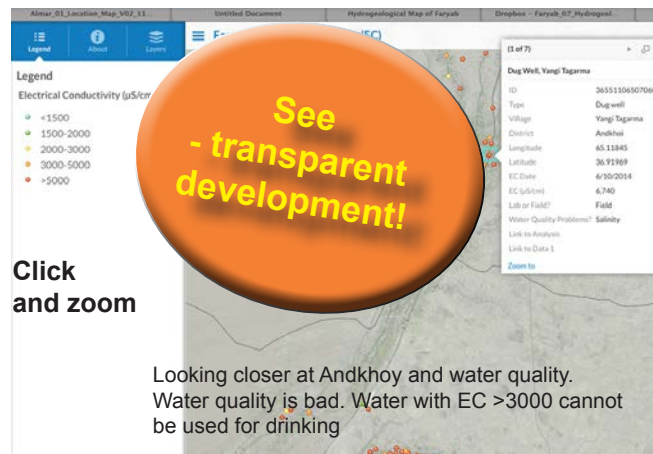 Almar_01_Location_Map_V02_11...
Untitled Document
Hydrogeological Map of Faryab
Dropbox - Faryab_07_Hydrogeol...
Legend
About
Layers
(EC)
Legend
Electrical Conductivity (µS/cm
<1500
1500-2000
2000-3000
3000-5000
>5000
See
- transparent
development!
(1 of 7)
Dug Well, Yangi Tagarma
ID 3655110650706
Type Dug well
Village Yangi Tagarma
District Andkhoi
Longitude 65.11845
Latitude 36.91969
EC Date 6/10/2014
EC (µS/cm) 6,740
Lab or Field? Field
Water Quality Problems? Salinity
Link to Analysis
Link to Data 1
Zoom to
Click
and zoom
Looking closer at Andkhoy and water quality.
Water quality is bad. Water with EC >3000 cannot
be used for drinking